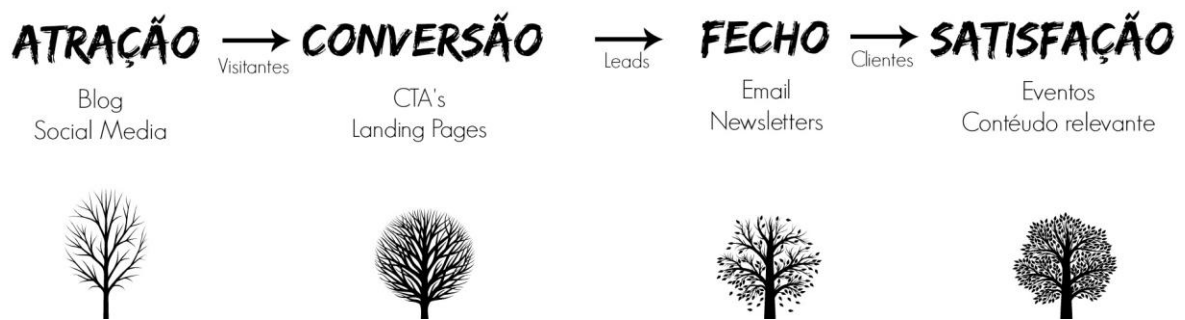 ATRAÇÃO
Visitantes
CONVERSÃO
Leads
FECHO
Clientes
SATISFAÇÃO
Blog
Social Media
CTA's
Landing Pages
Email
Newsletters
Eventos
Contéudo relevante